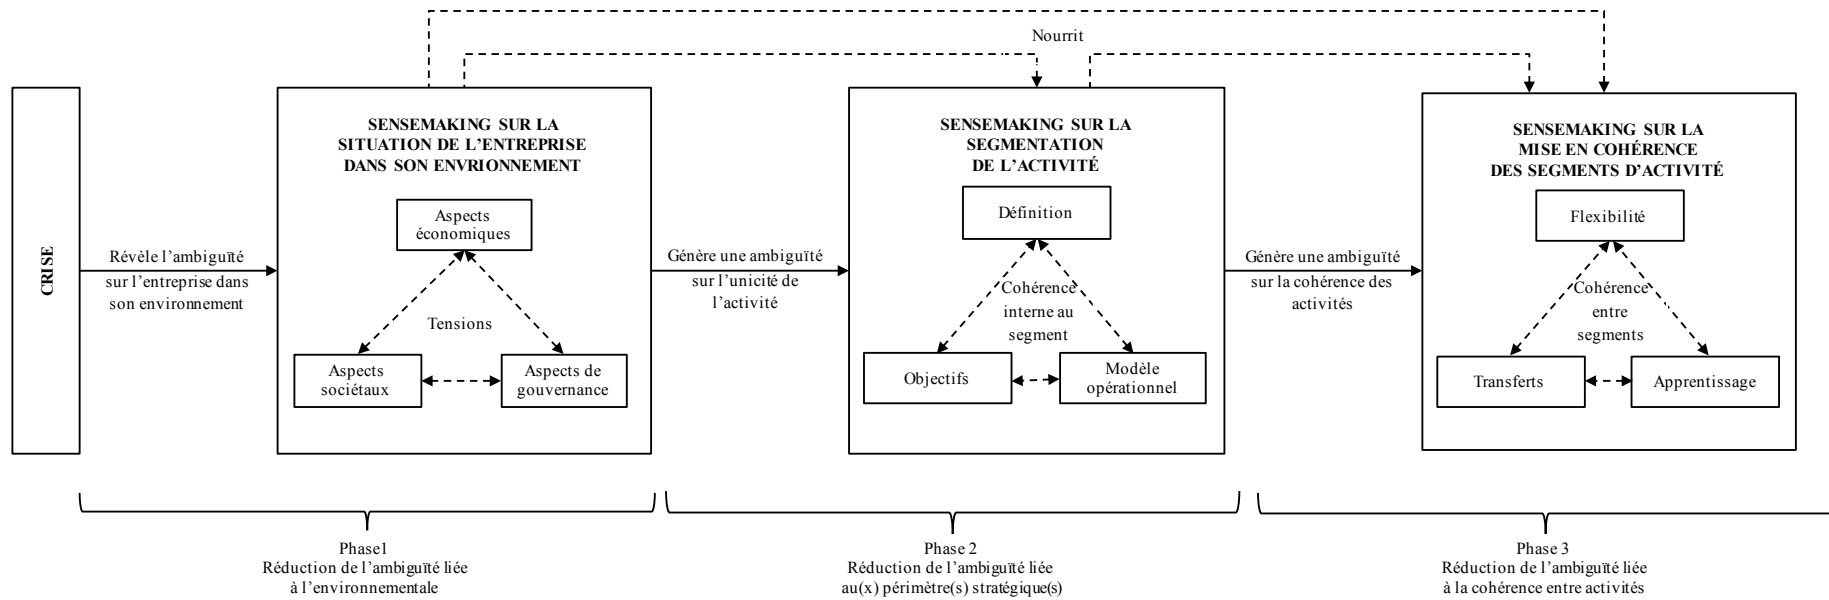 Nourrit
CRISE
Révèle l’ambiguïté
sur l’entreprise dans
son environnement
SENSEMAKING SUR LA
SITUATION DE L’ENTREPRISE
DANS SON ENVRIONNEMENT
Aspects
économiques
Tensions
Aspects
sociétaux
Aspects de
gouvernance
Génère une ambiguïté
sur l’unicité de
l’activité
SENSEMAKING SUR LA
SEGMENTATION
DE L’ACTIVITÉ
Définition
Cohérence
interne au
segment
Objectifs
Modèle
opérationnel
Génère une ambiguïté
sur la cohérence des
activités
SENSEMAKING SUR LA
MISE EN COHÉRENCE
DES SEGMENTS D’ACTIVITÉ
Flexibilité
Cohérence
entre
segments
Transferts
Apprentissage
Phase1
Réduction de l’ambiguïté liée
à l’environnementale
Phase 2
Réduction de l’ambiguïté liée
au(x) périmètre(s) stratégique(s)
Phase 3
Réduction de l’ambiguïté liée
à la cohérence entre activités